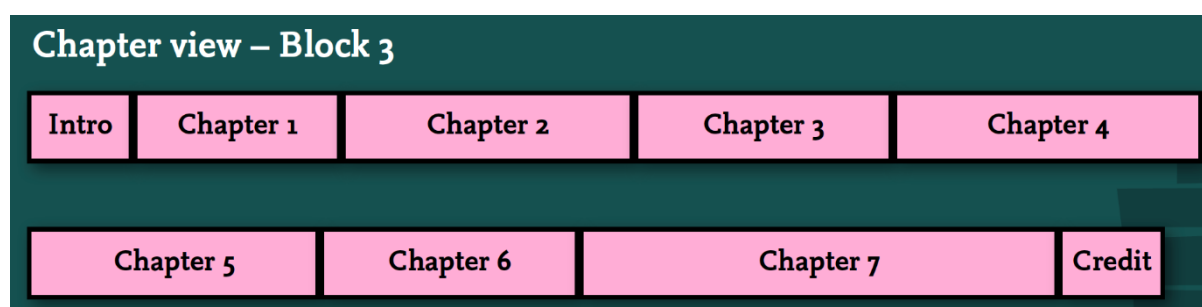 Chapter view – Block 3
Intro Chapter 1 Chapter 2 Chapter 3 Chapter 4
Chapter 5 Chapter 6 Chapter 7 Credit